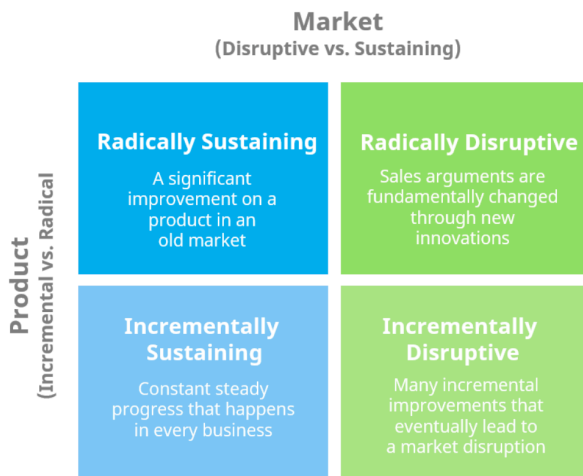 Market
(Disruptive vs. Sustaining)
Product
(Incremental vs. Radical
Radically Sustaining
A significant
improvement on a
product in an
old market
Radically Disruptive
Sales arguments are
fundamentally changed
through new
innovations
Incrementally
Sustaining
Constant steady
progress that happens
in every business
Incrementally
Disruptive
Many incremental
improvements that
eventually lead to
a market disruption